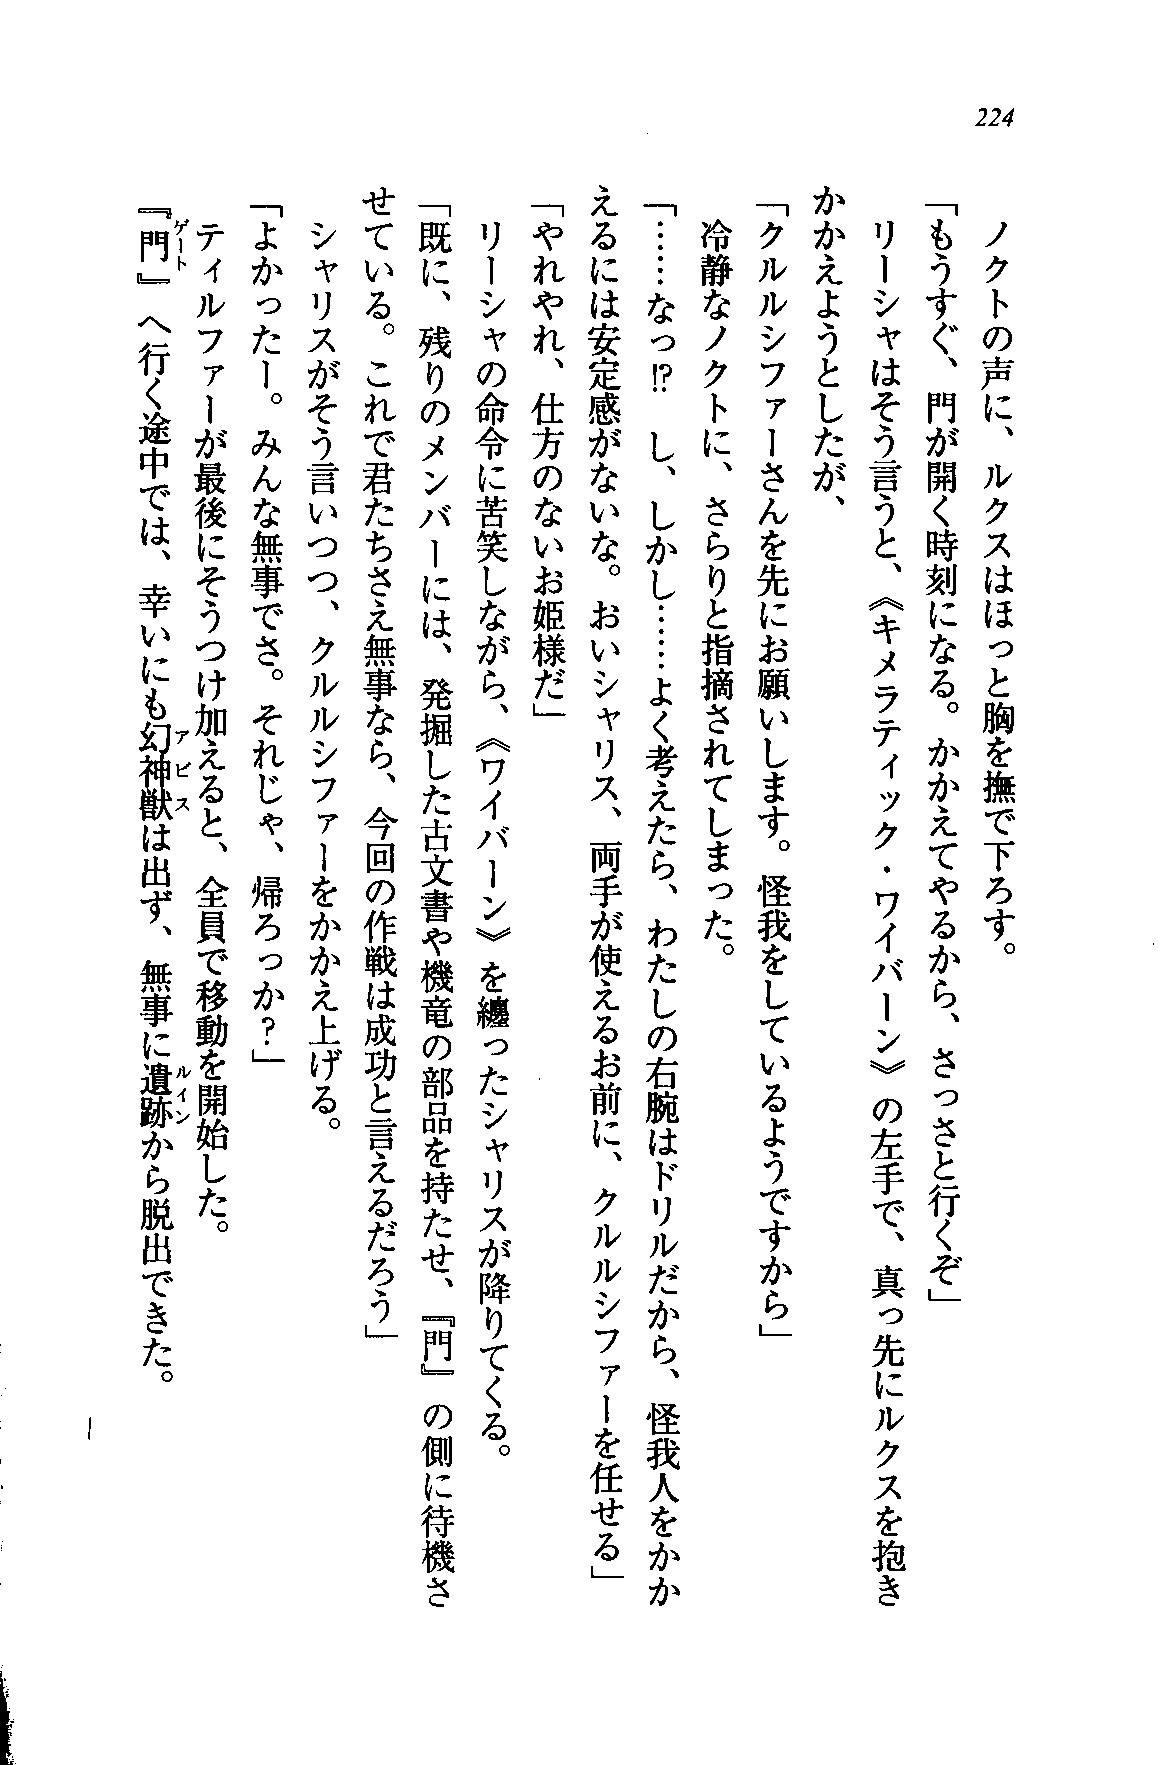 224
ノクトの声に、ルクスはほっと胸を撫で下ろす。
「もうすぐ、門が開く時刻になる。かかえてやるから、さっさと行くぞ」
リーシャはそう言うと、《キメラティック・ワイバーン》の左手で、真っ先にルクスを抱き
かかえようとしたが、
「クルルシファーさんを先にお願いします。怪我をしているようですから」
冷静なノクトに、さらりと指摘されてしまった。
「……なっ!?　し、しかし……よく考えたら、わたしの右腕はドリルだから、怪我人をかか
えるには安定感がないな。おいシャリス、両手が使えるお前に、クルルシファーを任せる」
「やれやれ、仕方のないお姫様だ」
リーシャの命令に苦笑しながら、《ワイバーン》を纏ったシャリスが降りてくる。
「既に、残りのメンバーには、発掘した古文書や機竜の部品を持たせ、『門』の側に待機さ
せている。これで君たちさえ無事なら、今回の作戦は成功と言えるだろう」
シャリスがそう言いつつ、クルルシファーをかかえ上げる。
「よかったー。みんな無事でさ。それじゃ、帰ろっか?」
ティルファーが最後にそうつけ加えると、全員で移動を開始した。
ゲート
アビス
ルイン
『門』へ行く途中では、幸いにも幻神獣は出ず、無事に遺跡から脱出できた。